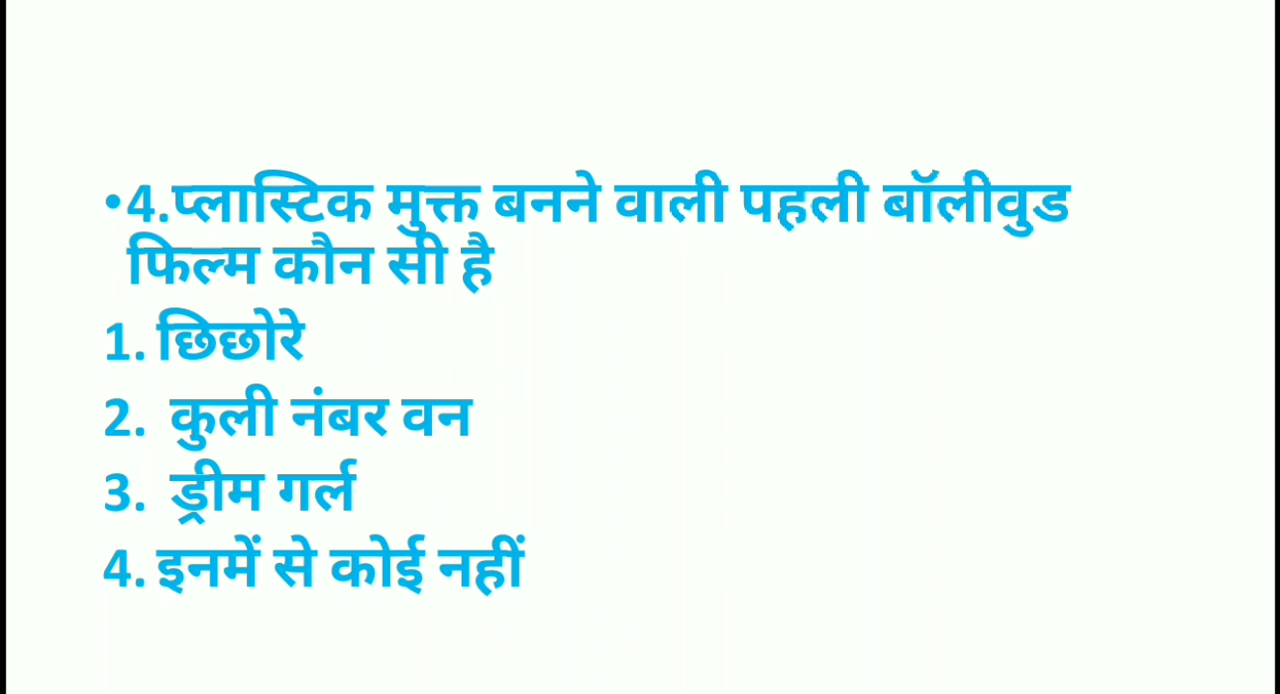 •4.प्लास्टिक मुक्त बनने वाली पहली बॉलीवुड
फिल्म कौन सी है
1. छिछोरे
2. कुली नंबर वन
3. ड्रीम गर्ल
4. इनमें से कोई नहीं